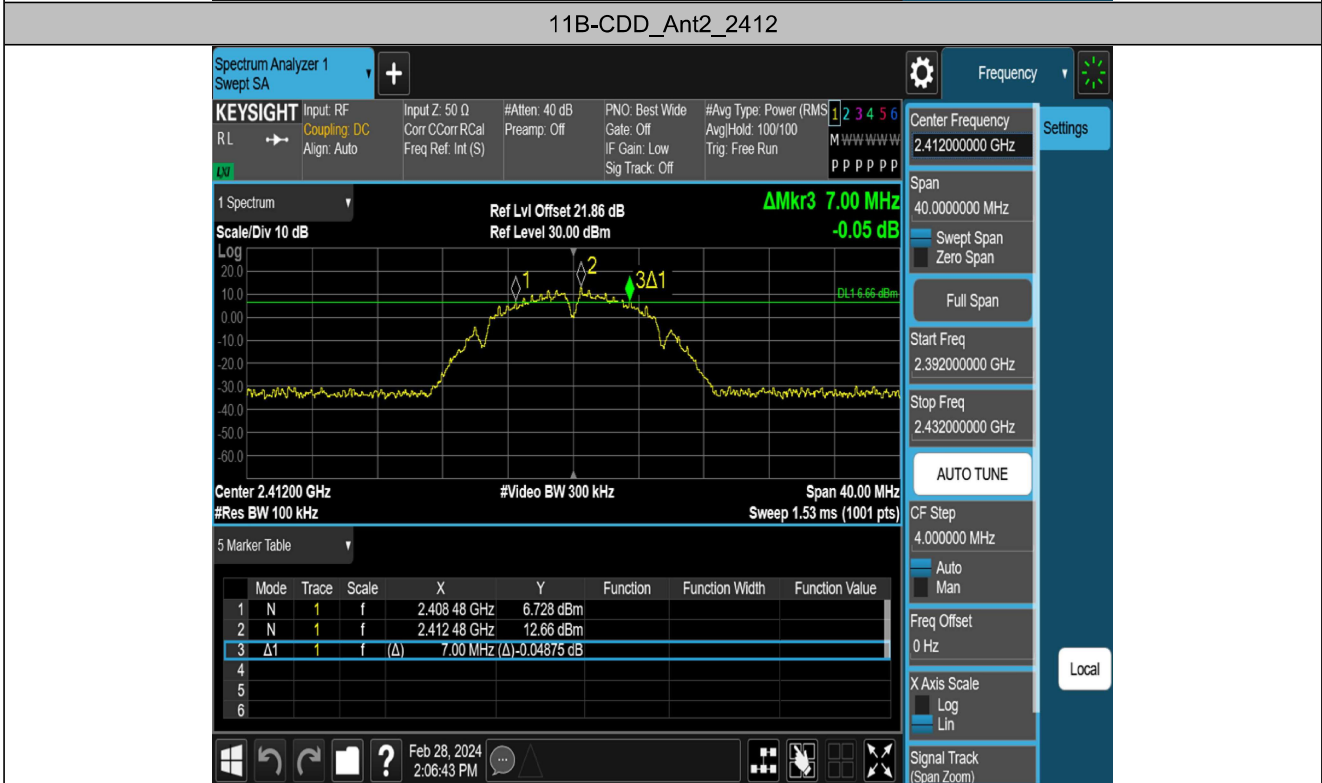 11B-CDD_Ant2_2412
Spectrum Analyzer 1
Swept SA
+
Frequency
KEYSIGHT
RL
LXI
Input: RF
Coupling: DC
Align: Auto
Input Z: 50 Ω
Corr CCorr RCal
Freq Ref: Int (S)
#Atten: 40 dB
Preamp: Off
PNO: Best Wide
Gate: Off
IF Gain: Low
Sig Track: Off
#Avg Type: Power (RMS
Avg|Hold: 100/100
Trig: Free Run
1 2 3 4 5 6
M W W W W W
P P P P P P
1 Spectrum
Scale/Div 10 dB
Ref Lvl Offset 21.86 dB
Ref Level 30.00 dBm
ΔMkr3 7.00 MHz
-0.05 dB
Log
20.0
10.0
0.00
-10.0
-20.0
-30.0
-40.0
-50.0
-60.0
1
2
3Δ1
DL1 6.66 dBm
Center 2.41200 GHz
#Video BW 300 kHz
Span 40.00 MHz
#Res BW 100 kHz
Sweep 1.53 ms (1001 pts)
5 Marker Table
Mode Trace Scale X Y Function Function Width Function Value
1 N 1 f 2.408 48 GHz 6.728 dBm
2 N 1 f 2.412 48 GHz 12.66 dBm
3 Δ1 1 f (Δ) 7.00 MHz (Δ)-0.04875 dB
4
5
6
?
Feb 28, 2024
2:06:43 PM
Center Frequency
2.412000000 GHz
Settings
Span
40.0000000 MHz
Swept Span
Zero Span
Full Span
Start Freq
2.392000000 GHz
Stop Freq
2.432000000 GHz
AUTO TUNE
CF Step
4.000000 MHz
Auto
Man
Freq Offset
0 Hz
Local
X Axis Scale
Log
Lin
Signal Track
(Span Zoom)